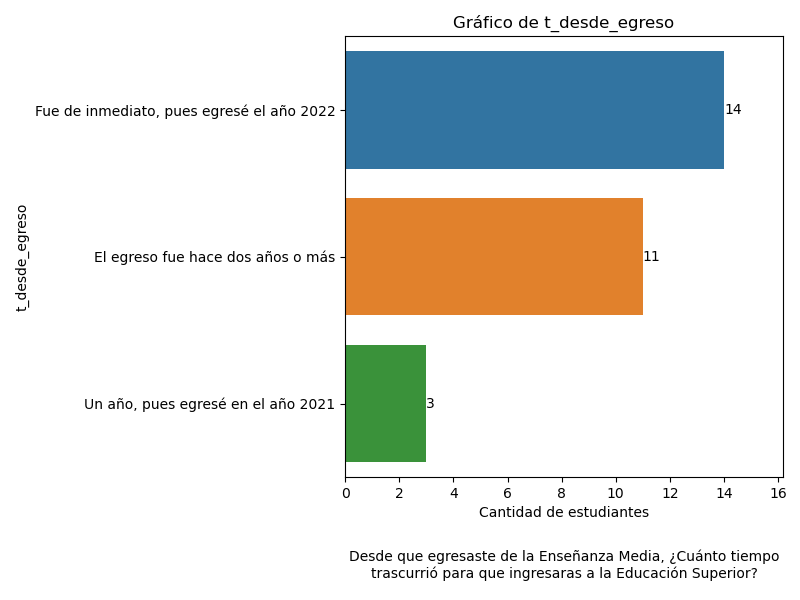 Gráfico de t_desde_egreso
Fue de inmediato, pues egresé el año 2022
14
El egreso fue hace dos años o más
11
Un año, pues egresé en el año 2021
3
t_desde_egreso
0 2 4 6 8 10 12 14 16
Cantidad de estudiantes
Desde que egresaste de la Enseñanza Media, ¿Cuánto tiempo
trascurrió para que ingresaras a la Educación Superior?